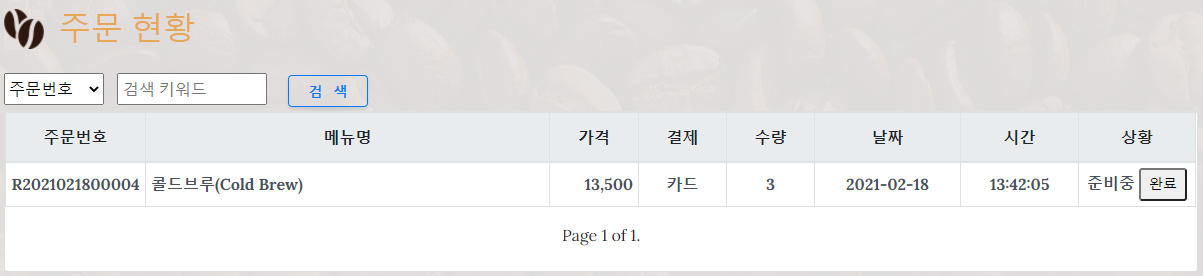 주문 현황
주문번호 검색 키워드 검 색
주문번호 메뉴명 가격 결제 수량 날짜 시간 상황
R2021021800004 콜드브루(Cold Brew) 13,500 카드 3 2021-02-18 13:42:05 준비중 완료
Page 1 of 1.